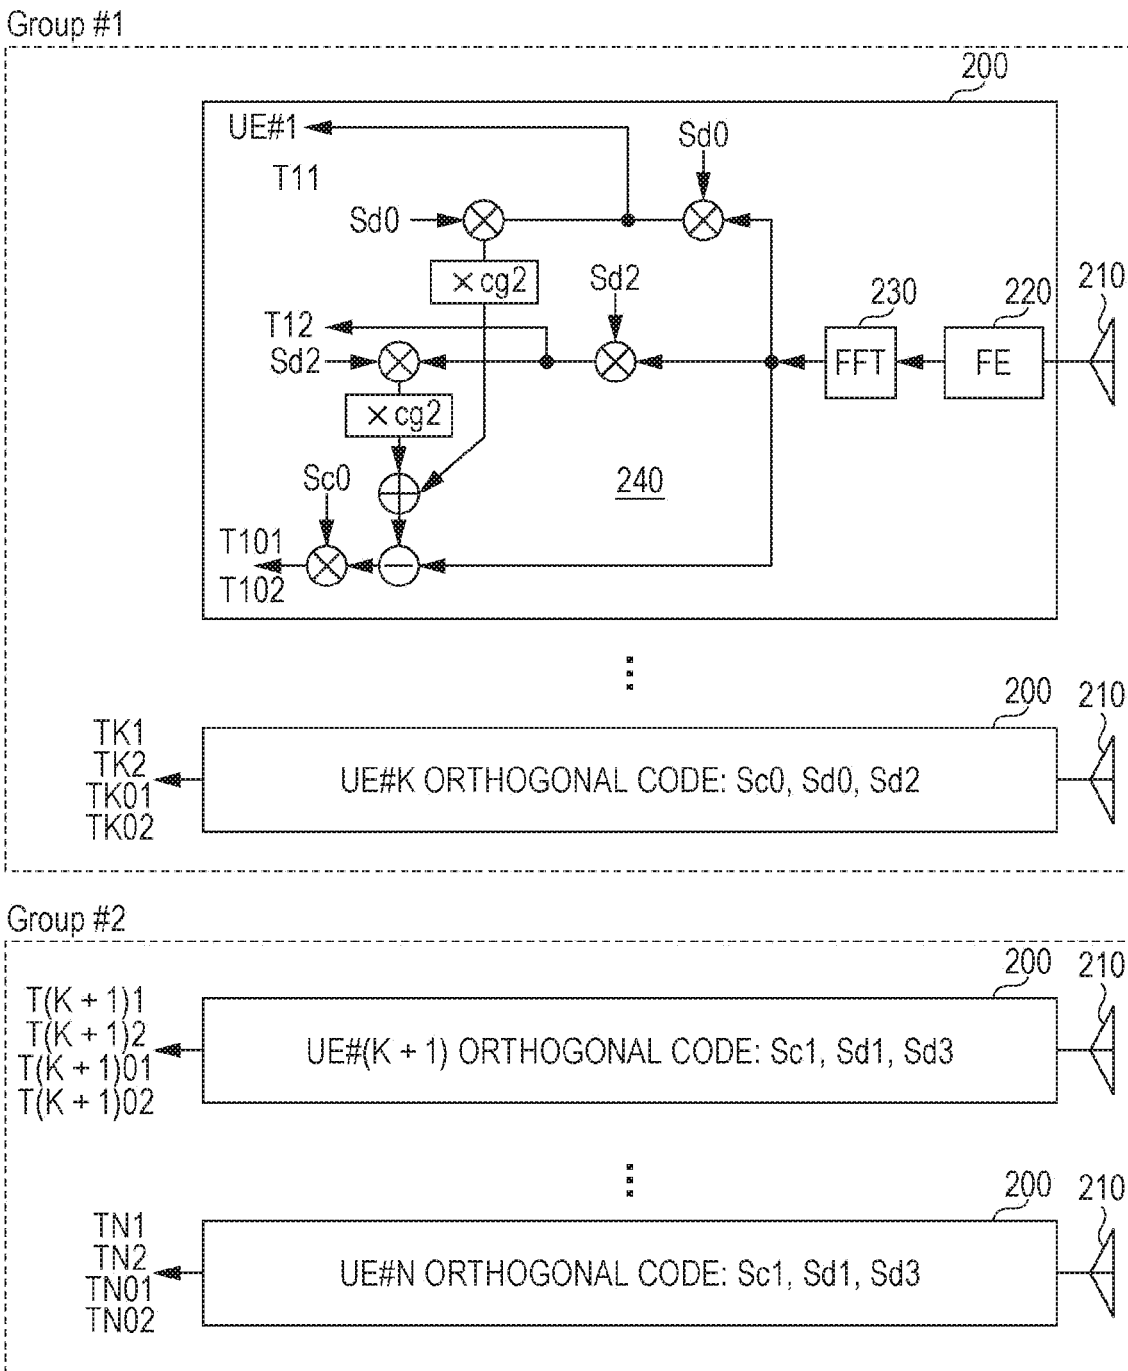 Group #1
200
UE#1
Sd0
T11
Sd0
× cg2
Sd2
230
220
210
T12
Sd2
FFT
FE
× cg2
Sc0
240
T101
T102
200
210
TK1
TK2
TK01
TK02
UE#K ORTHOGONAL CODE: Sc0, Sd0, Sd2
Group #2
200
210
T(K + 1)1
T(K + 1)2
T(K + 1)01
T(K + 1)02
UE#(K + 1) ORTHOGONAL CODE: Sc1, Sd1, Sd3
200
210
TN1
TN2
TN01
TN02
UE#N ORTHOGONAL CODE: Sc1, Sd1, Sd3